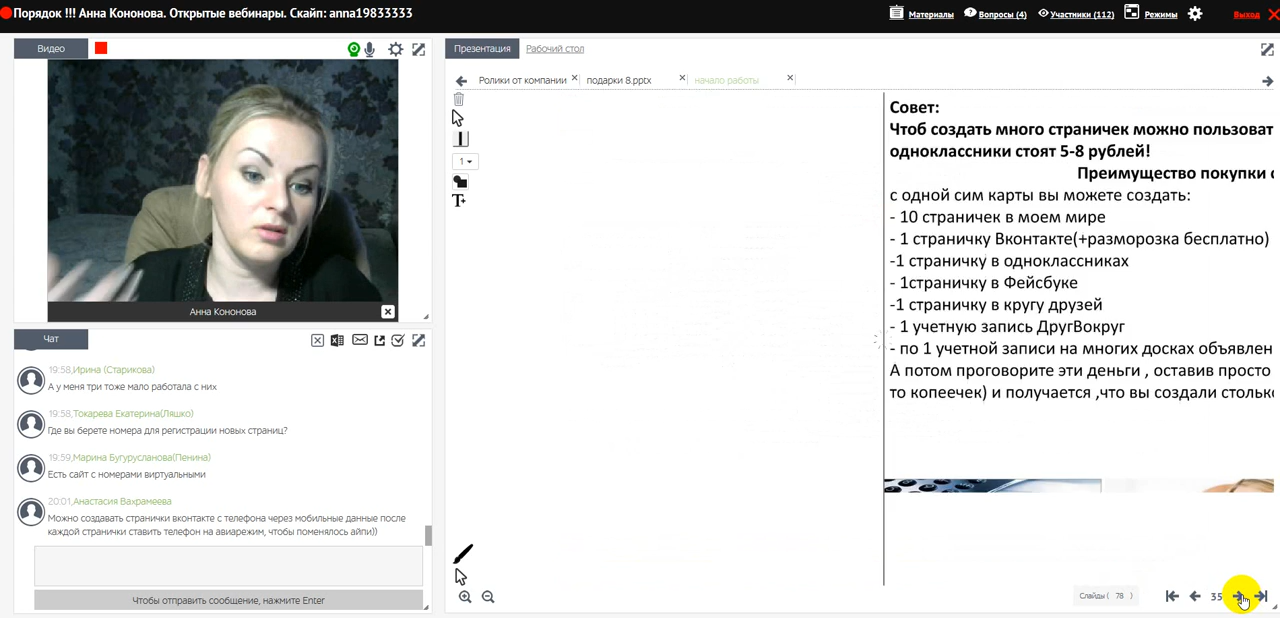 Порядок !!! Анна Кононова. Открытые вебинары. Скайп: anna19833333
Материалы
Вопросы (4)
Участники (112)
Режимы
Выход
Видео
Анна Кононова
Чат
19:58,Ирина (Старикова)
А у меня три тоже мало работала с них
19:58,Токарева Екатерина(Ляшко)
Где вы берете номера для регистрации новых страниц?
19:59,Марина Бугурусланова(Пенина)
Есть сайт с номерами виртуальными
20:01,Анастасия Вахрамеева
Можно создавать странички вконтакте с телефона через мобильные данные после
каждой странички ставить телефон на авиарежим, чтобы поменялось айпи))
Чтобы отправить сообщение, нажмите Enter
Презентация
Рабочий стол
Ролики от компании
подарки 8.pptx
начало работы
1
T+
Совет:
Чтоб создать много страничек можно пользоват
одноклассники стоят 5-8 рублей!
Преимущество покупки с
с одной сим карты вы можете создать:
- 10 страничек в моем мире
- 1 страничку Вконтакте(+разморозка бесплатно)
-1 страничку в одноклассниках
- 1страничку в Фейсбуке
-1 страничку в кругу друзей
- 1 учетную запись ДругВокруг
- по 1 учетной записи на многих досках объявлен
А потом проговорите эти деньги , оставив просто
то копеечек) и получается ,что вы создали столько
Слайды ( 78 )
35